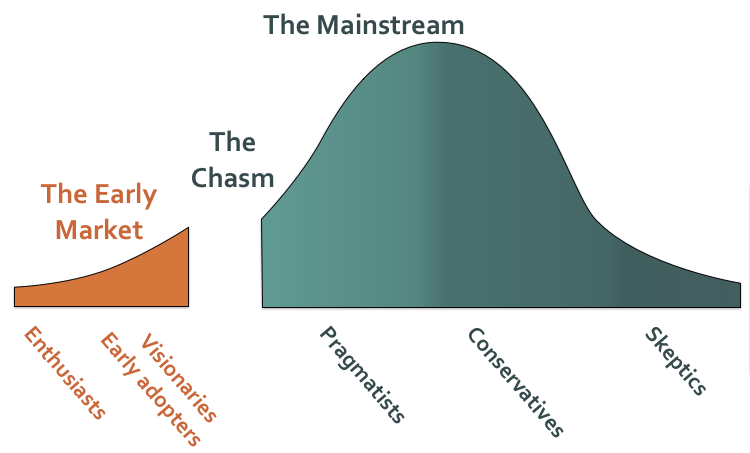 The Mainstream
The
Chasm
The Early
Market
Enthusiasts
Visionaries
Early adopters
Pragmatists
Conservatives
Skeptics